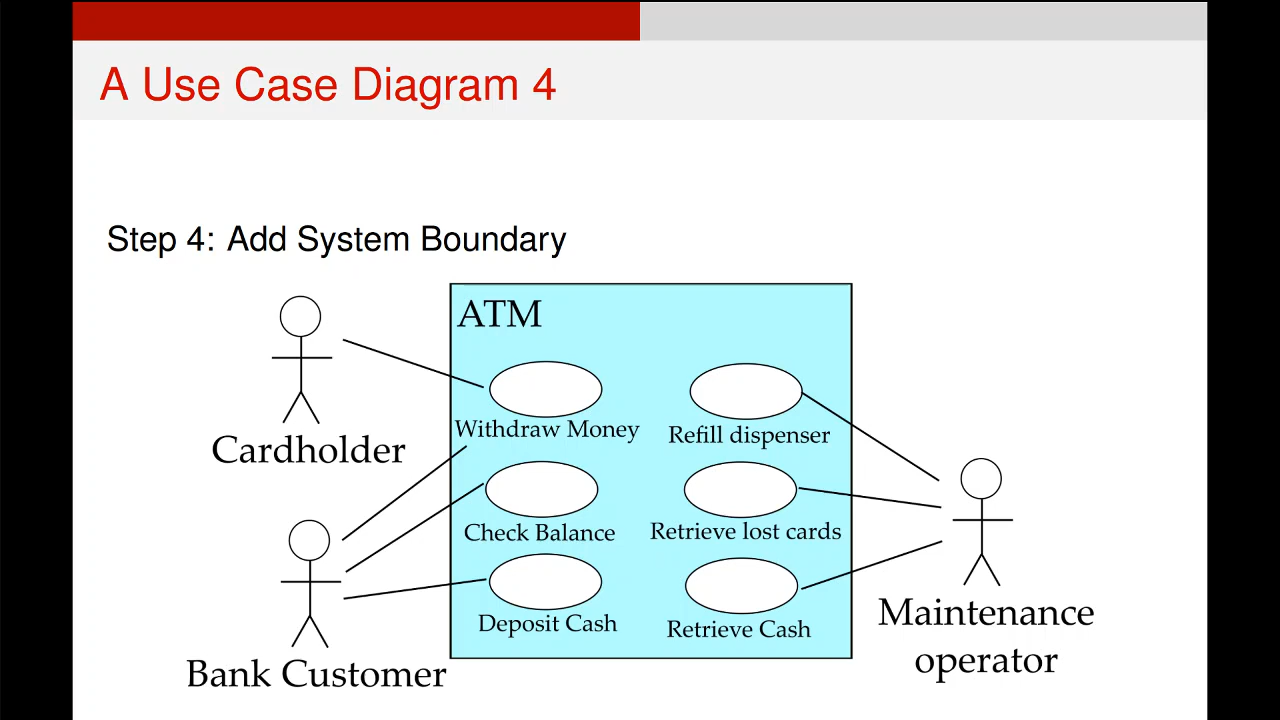 A Use Case Diagram 4
Step 4: Add System Boundary
ATM
Cardholder
Withdraw Money
Refill dispenser
Check Balance
Retrieve lost cards
Deposit Cash
Retrieve Cash
Bank Customer
Maintenance
operator